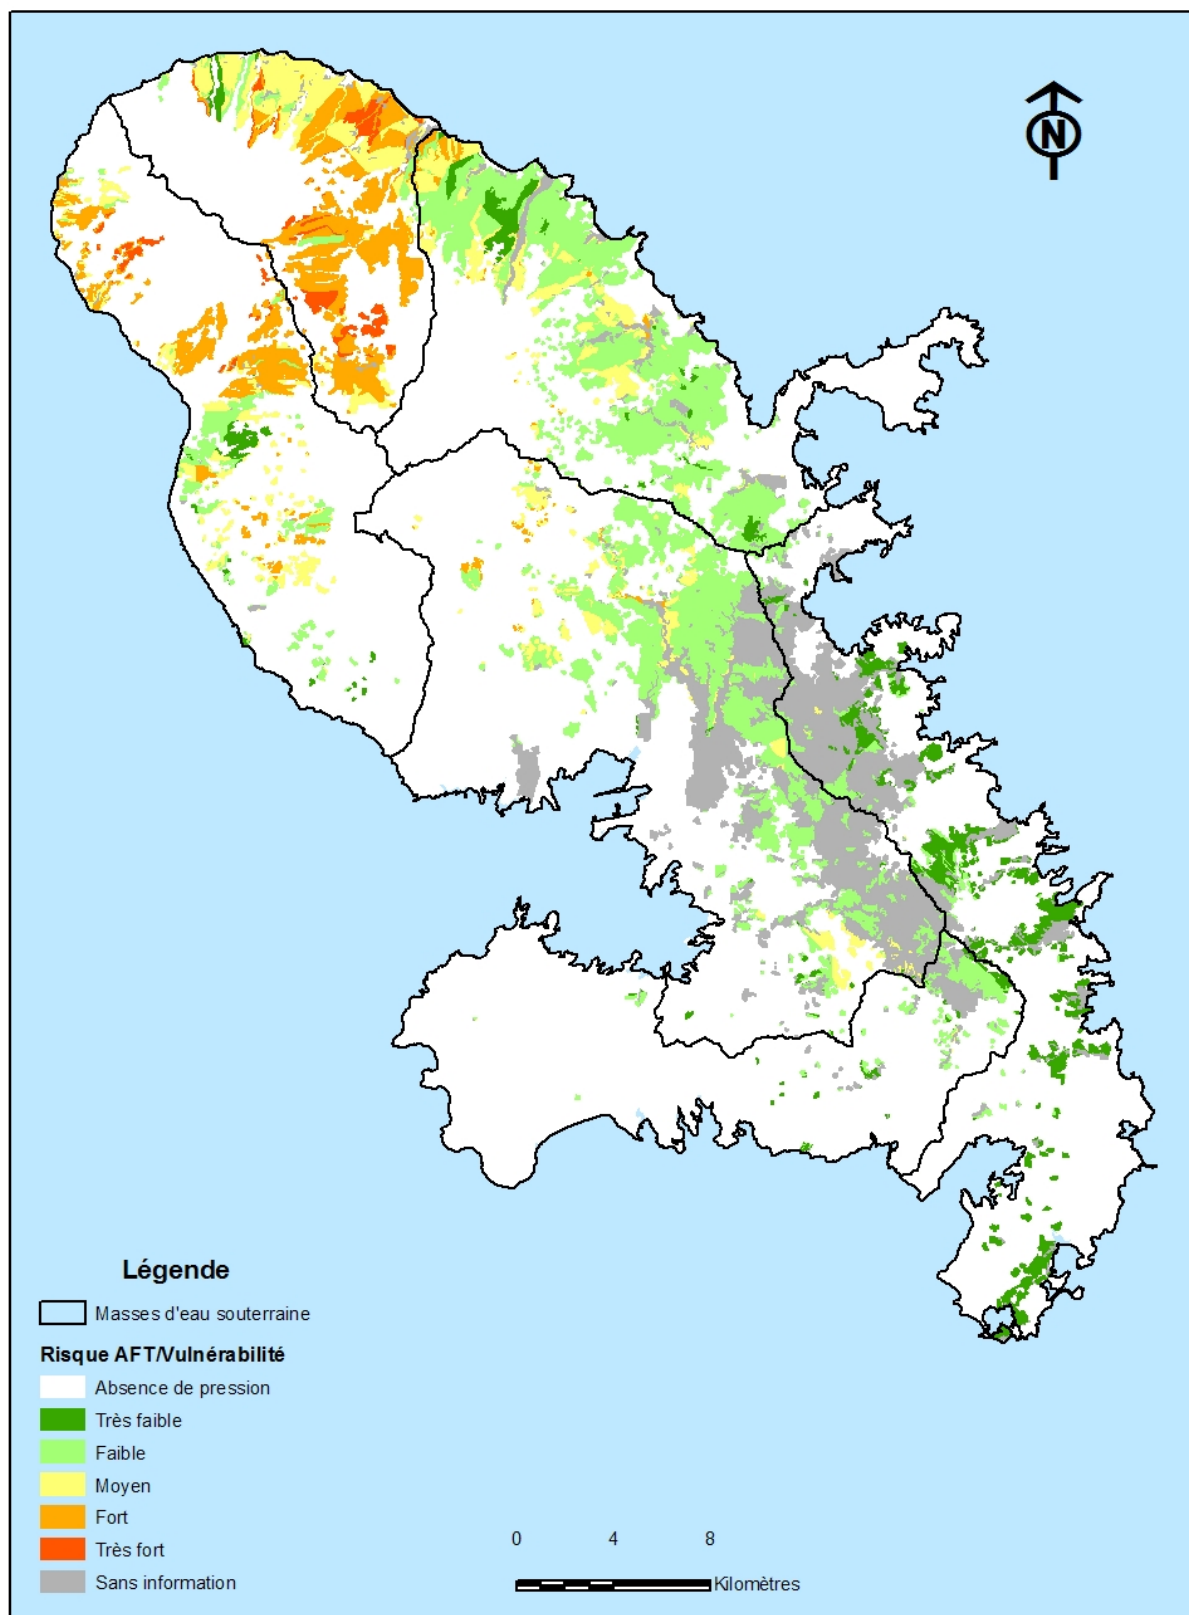 N
Légende
Masses d'eau souterraine
Risque AFT/Vulnérabilité
Absence de pression
Très faible
Faible
Moyen
Fort
Très fort
Sans information
0 4 8
Kilomètres